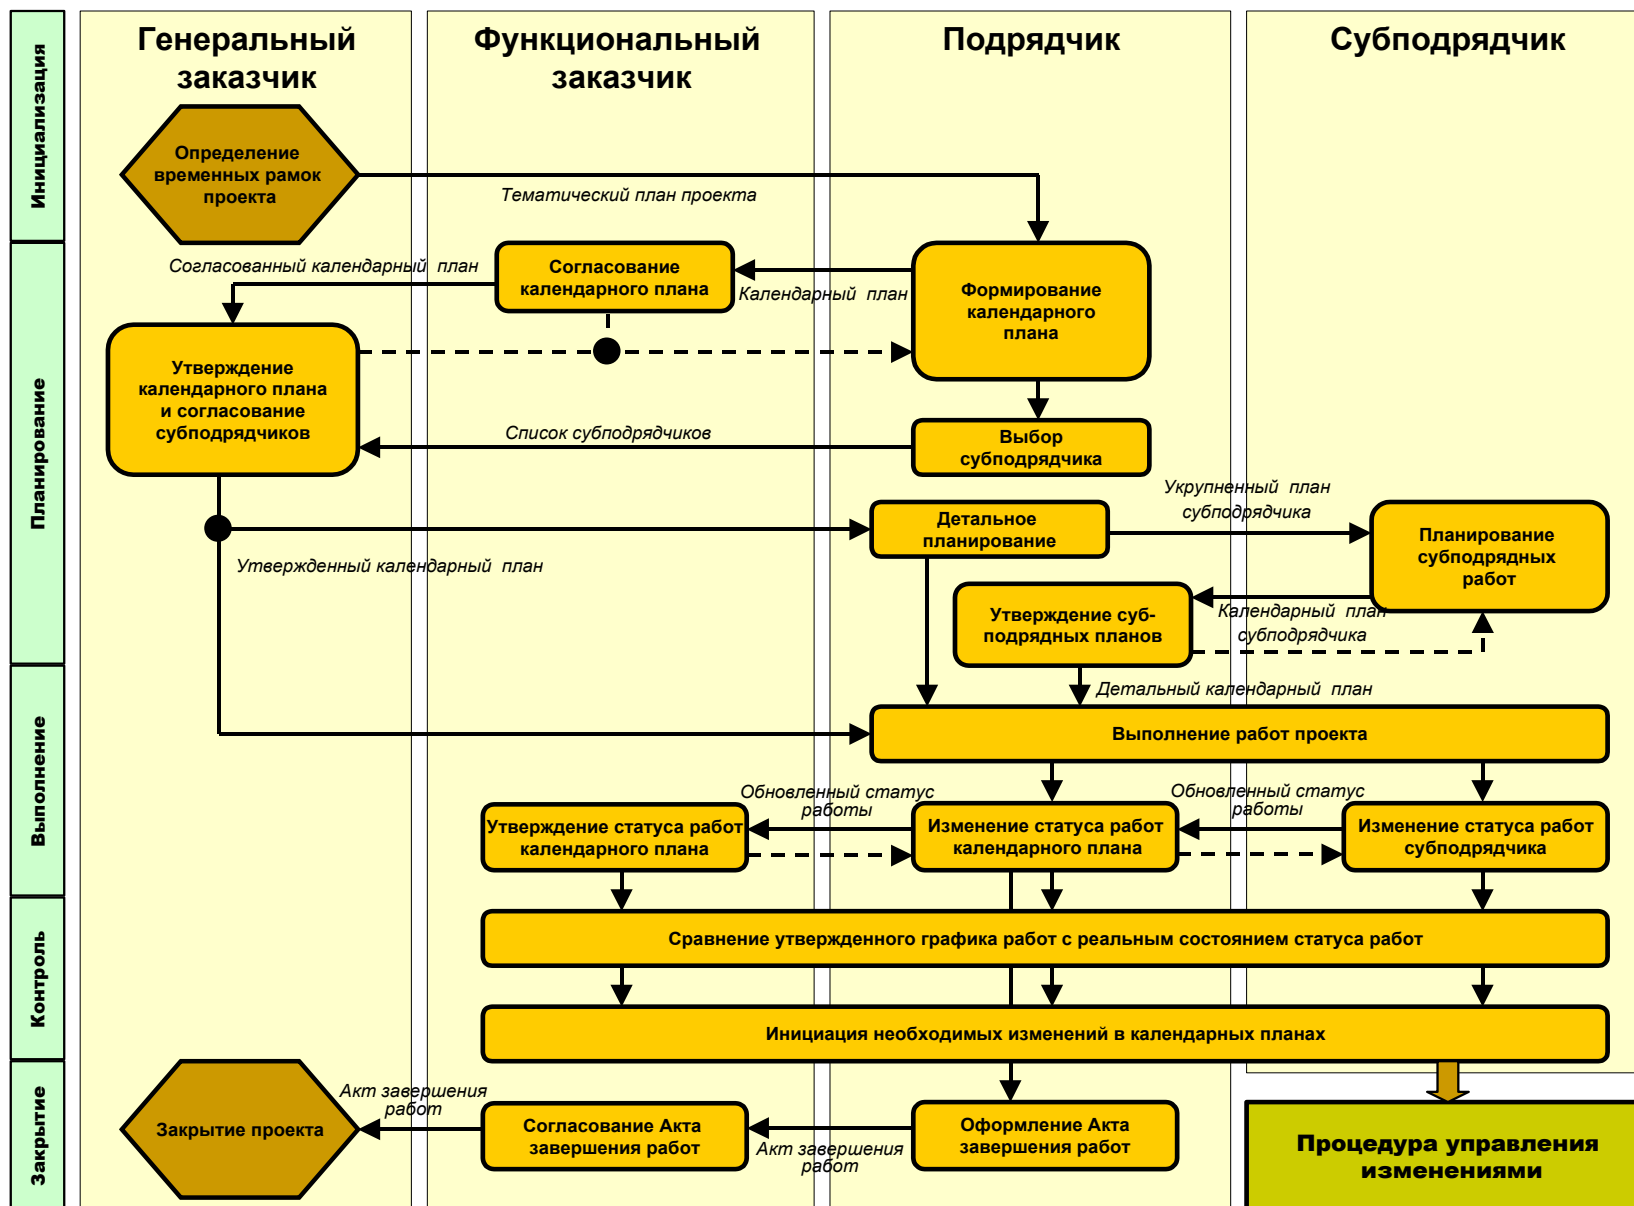 Генеральный
заказчик
Функциональный
заказчик
Подрядчик
Субподрядчик
Инициализация
Определение
временных рамок
проекта
Тематический план проекта
Планирование
Согласованный календарный план
Согласование
календарного плана
Календарный план
Формирование
календарного
плана
Утверждение
календарного плана
и согласование
субподрядчиков
Список субподрядчиков
Выбор
субподрядчика
Утвержденный календарный план
Детальное
планирование
Укрупненный план
субподрядчика
Планирование
субподрядных
работ
Утверждение суб-
подрядных планов
Календарный план
субподрядчика
Детальный календарный план
Выполнение
Выполнение работ проекта
Обновленный статус
работы
Обновленный статус
работы
Утверждение статуса работ
календарного плана
Изменение статуса работ
календарного плана
Изменение статуса работ
субподрядчика
Контроль
Сравнение утвержденного графика работ с реальным состоянием статуса работ
Инициация необходимых изменений в календарных планах
Закрытие
Закрытие проекта
Акт завершения
работ
Согласование Акта
завершения работ
Акт завершения
работ
Оформление Акта
завершения работ
Процедура управления
изменениями